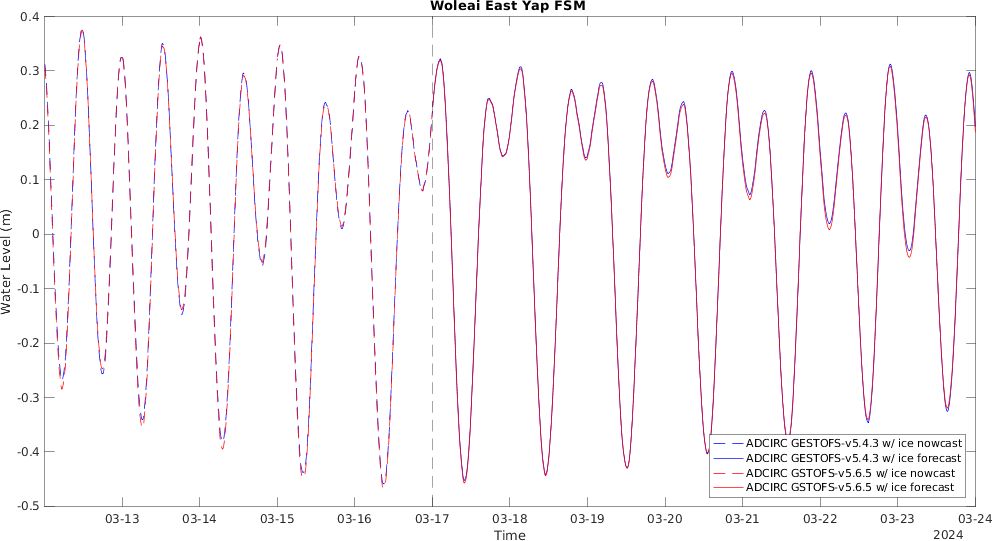 Woleai East Yap FSM
0.4
0.3
0.2
0.1
0
-0.1
-0.2
-0.3
-0.4
-0.5
Water Level (m)
ADCIRC GESTOFS-v5.4.3 w/ ice nowcast
ADCIRC GESTOFS-v5.4.3 w/ ice forecast
ADCIRC GSTOFS-v5.6.5 w/ ice nowcast
ADCIRC GSTOFS-v5.6.5 w/ ice forecast
03-13 03-14 03-15 03-16 03-17 03-18 03-19 03-20 03-21 03-22 03-23 03-24
Time
2024